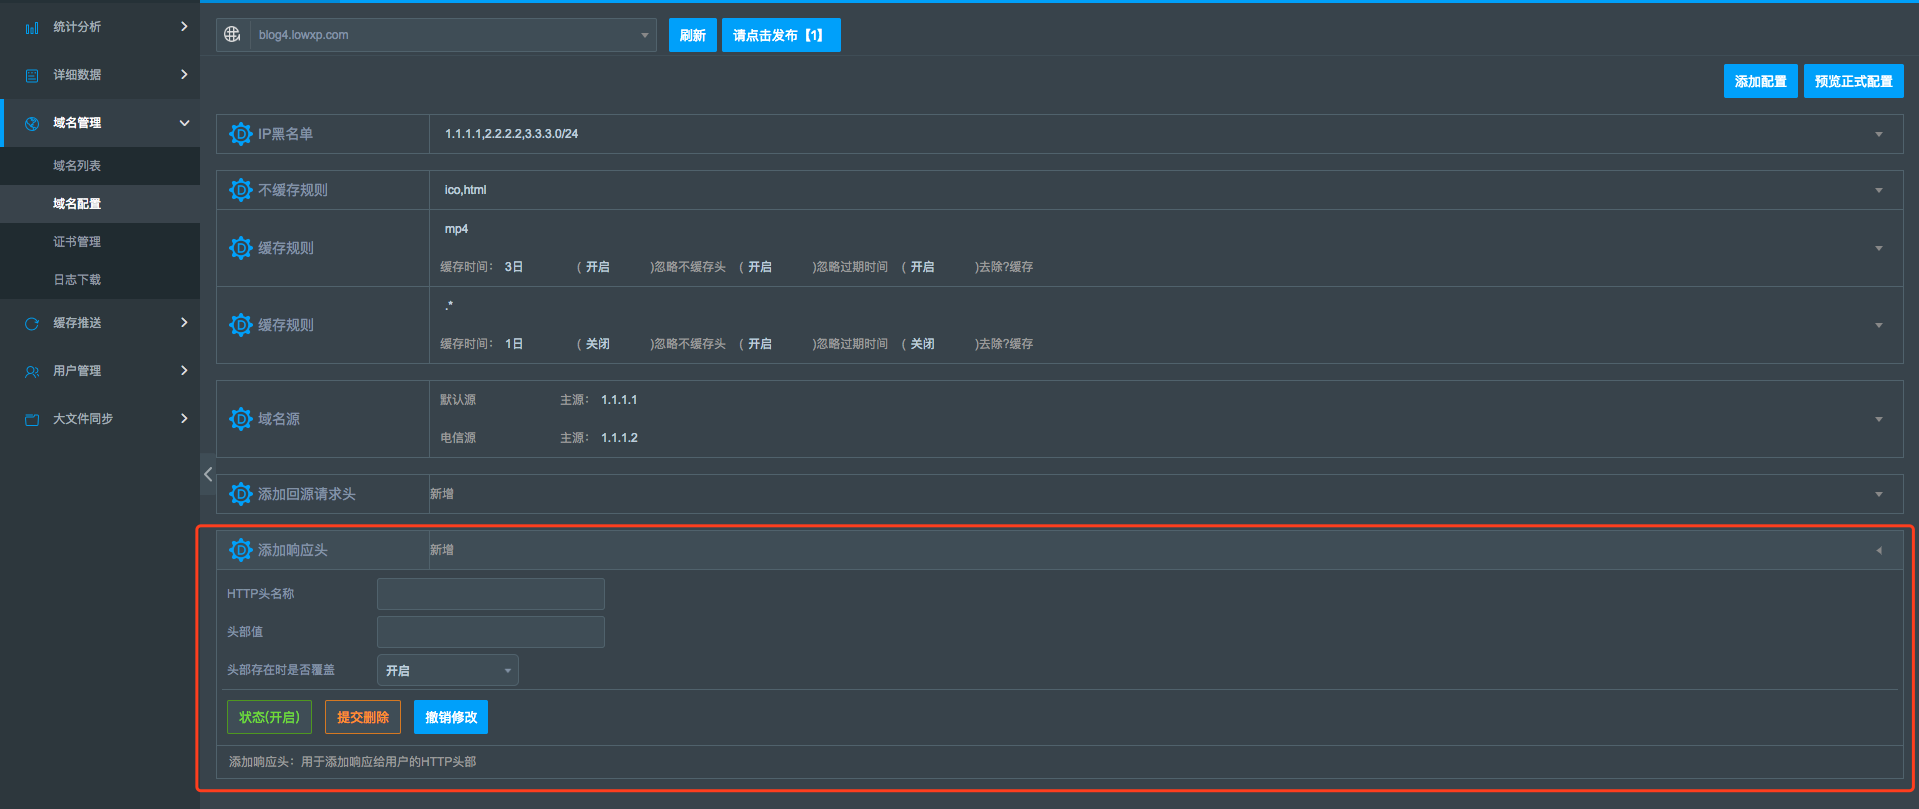 统计分析
详细数据
域名管理
域名列表
域名配置
证书管理
日志下载
缓存推送
用户管理
大文件同步
blog4.lowxp.com
刷新
请点击发布【1】
添加配置
预览正式配置
IP黑名单
1.1.1.1,2.2.2.2,3.3.3.0/24
不缓存规则
ico,html
缓存规则
mp4
缓存时间： 3日 ( 开启 )忽略不缓存头 ( 开启 )忽略过期时间 ( 开启 )去除?缓存
缓存规则
.*
缓存时间： 1日 ( 关闭 )忽略不缓存头 ( 开启 )忽略过期时间 ( 关闭 )去除?缓存
域名源
默认源 主源： 1.1.1.1
电信源 主源： 1.1.1.2
添加回源请求头
新增
添加响应头
新增
HTTP头名称
头部值
头部存在时是否覆盖 开启
状态(开启)
提交删除
撤销修改
添加响应头：用于添加响应给用户的HTTP头部